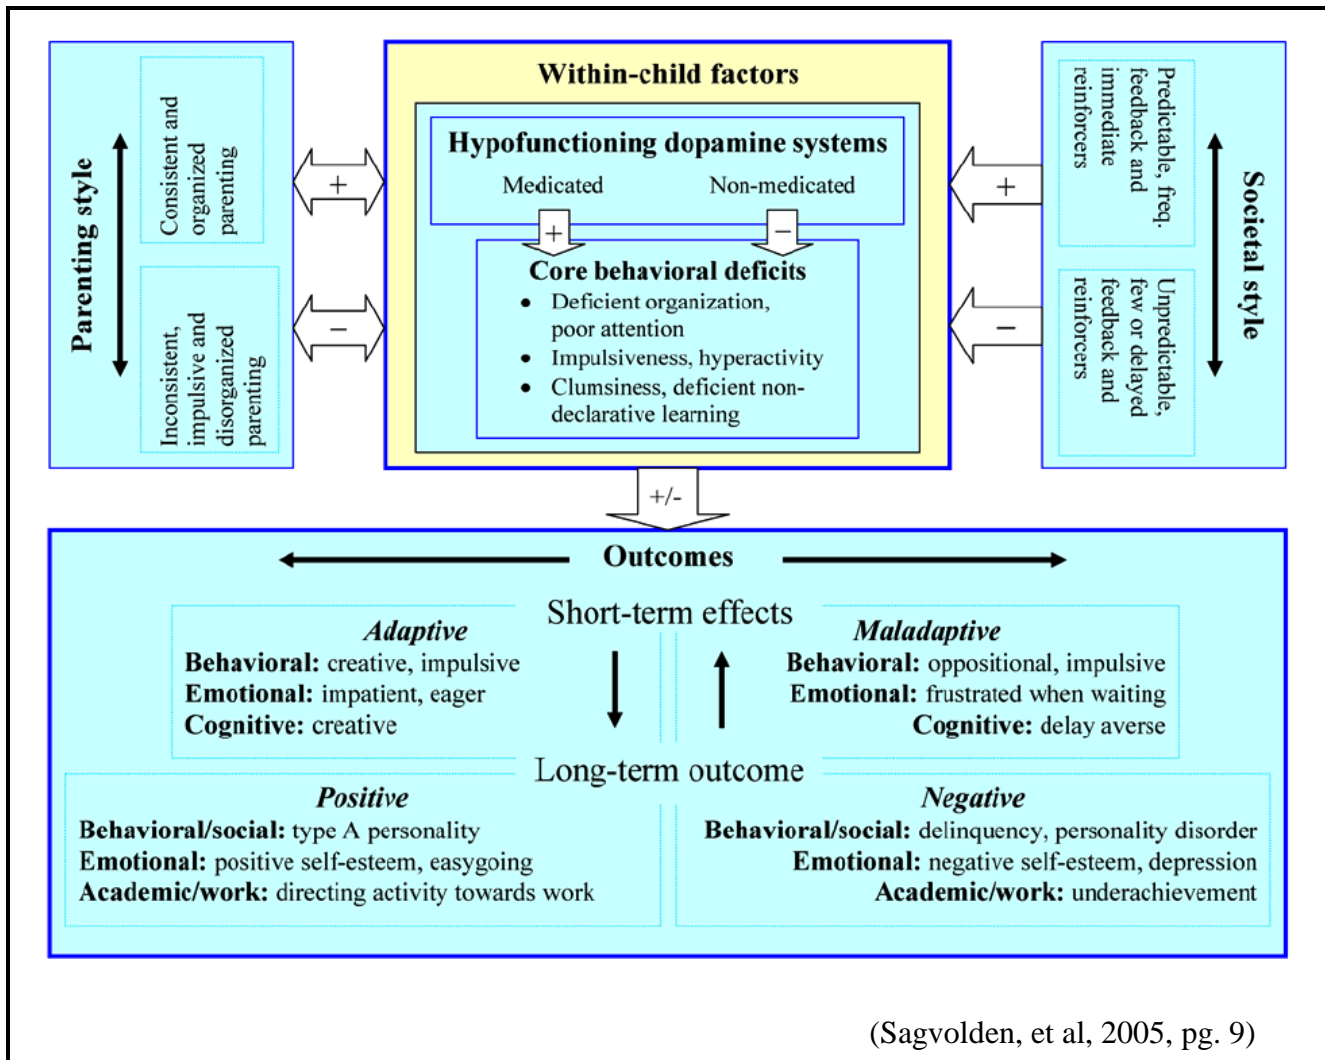 Parenting style
Consistent and
organized
parenting
Inconsistent,
impulsive and
disorganized
parenting
+
−
Within-child factors
Hypofunctioning dopamine systems
Medicated
Non-medicated
+
−
Core behavioral deficits
• Deficient organization,
poor attention
• Impulsiveness, hyperactivity
• Clumsiness, deficient non-
declarative learning
+
−
Predictable, freq.
feedback and
immediate
reinforcers
Unpredictable,
few or delayed
feedback and
reinforcers
Societal style
+/-
Outcomes
Short-term effects
Adaptive
Behavioral: creative, impulsive
Emotional: impatient, eager
Cognitive: creative
Maladaptive
Behavioral: oppositional, impulsive
Emotional: frustrated when waiting
Cognitive: delay averse
Long-term outcome
Positive
Behavioral/social: type A personality
Emotional: positive self-esteem, easygoing
Academic/work: directing activity towards work
Negative
Behavioral/social: delinquency, personality disorder
Emotional: negative self-esteem, depression
Academic/work: underachievement
(Sagvolden, et al, 2005, pg. 9)